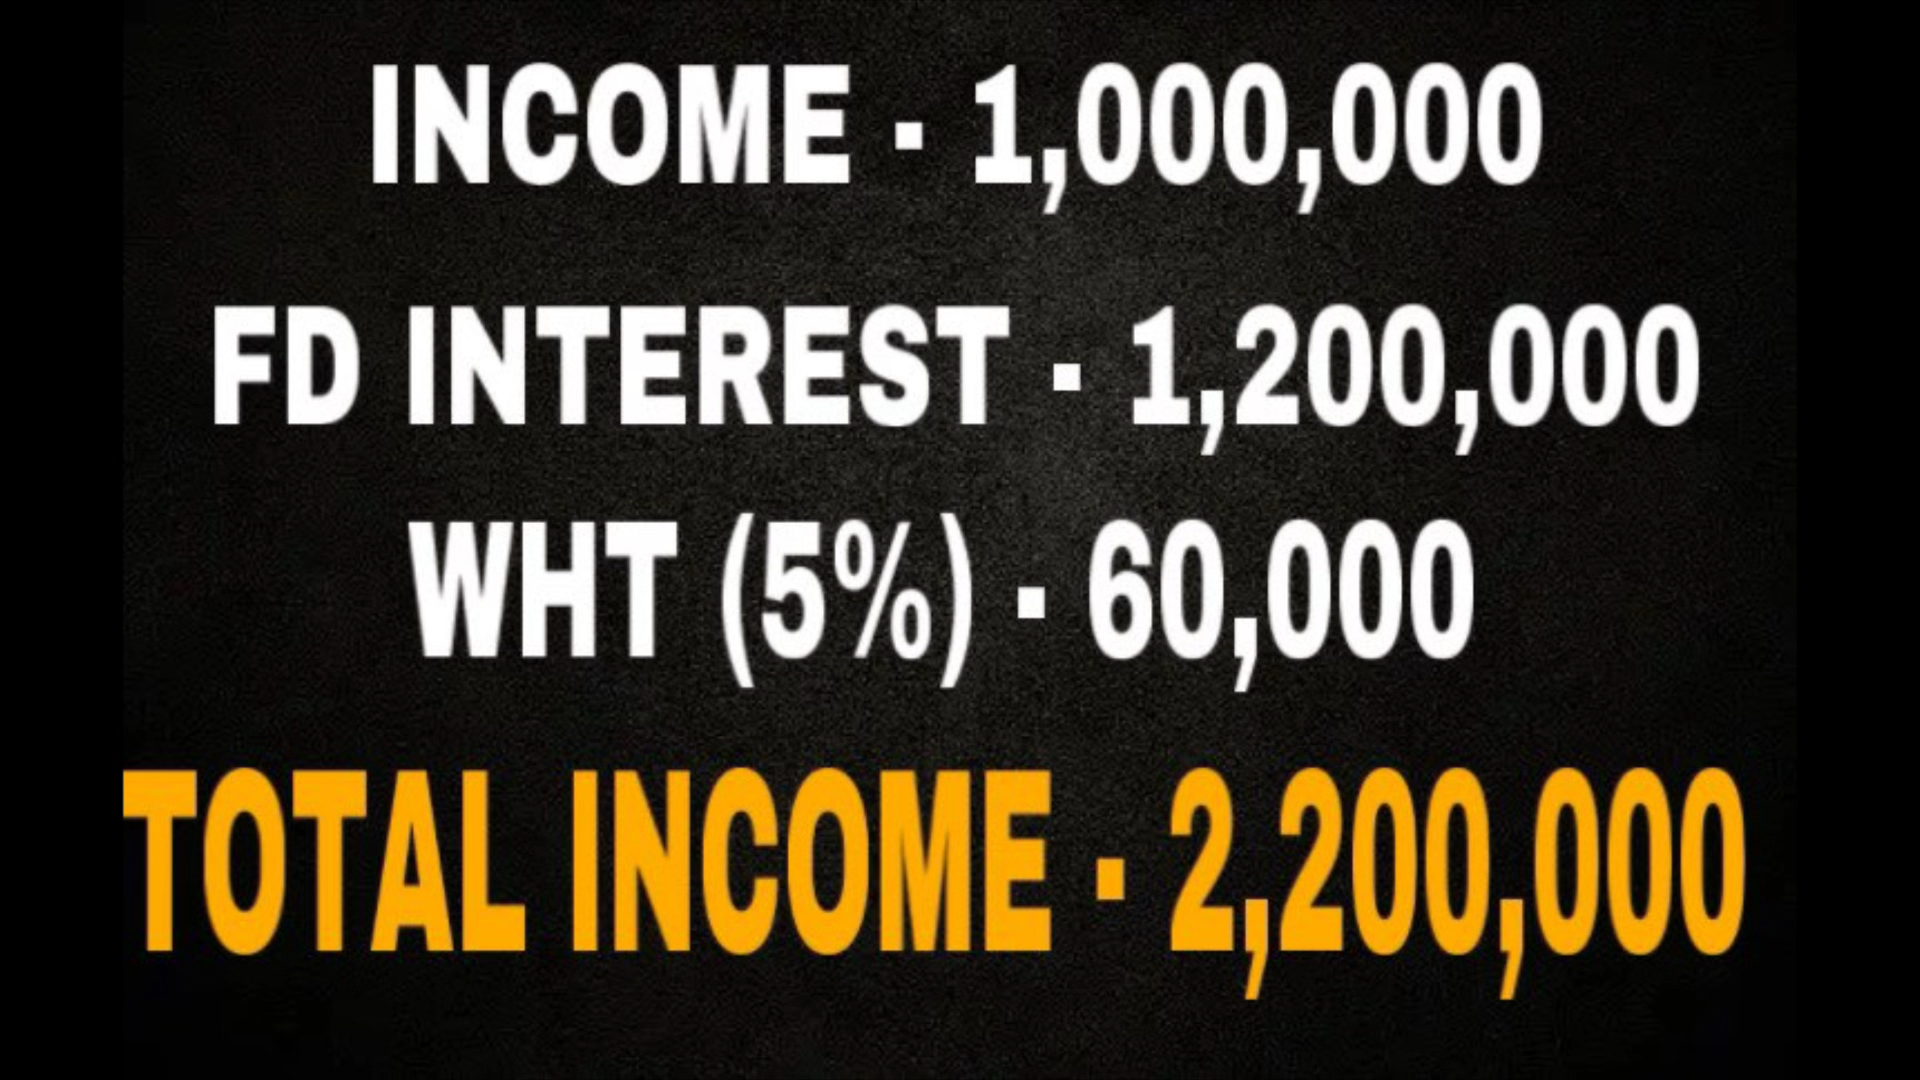 INCOME - 1,000,000
FD INTEREST - 1,200,000
WHT (5%) - 60,000
TOTAL INCOME - 2,200,000